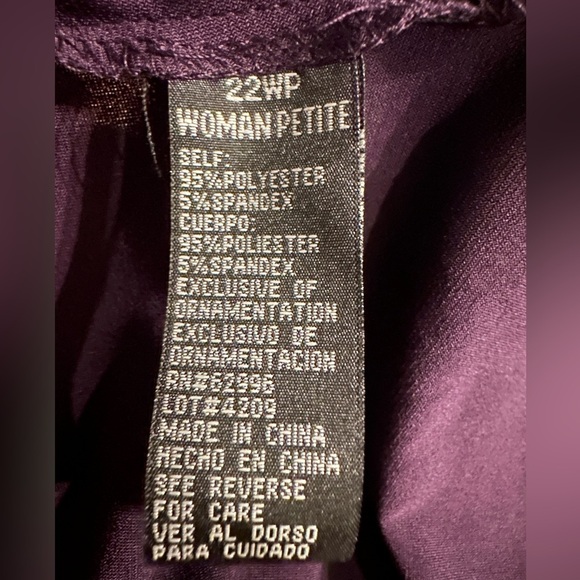 22WP
WOMAN PETITE
SELF:
95%POLYESTER
5%SPANDEX
CUERPO:
95%POLIESTER
5%SPANDEX
EXCLUSIVE OF
ORNAMENTATION
EXCLUSIVO DE
ORNAMENTACION
RN#62996
LOT#4209
MADE IN CHINA
HECHO EN CHINA
SEE REVERSE
FOR CARE
VER AL DORSO
PARA CUIDADO